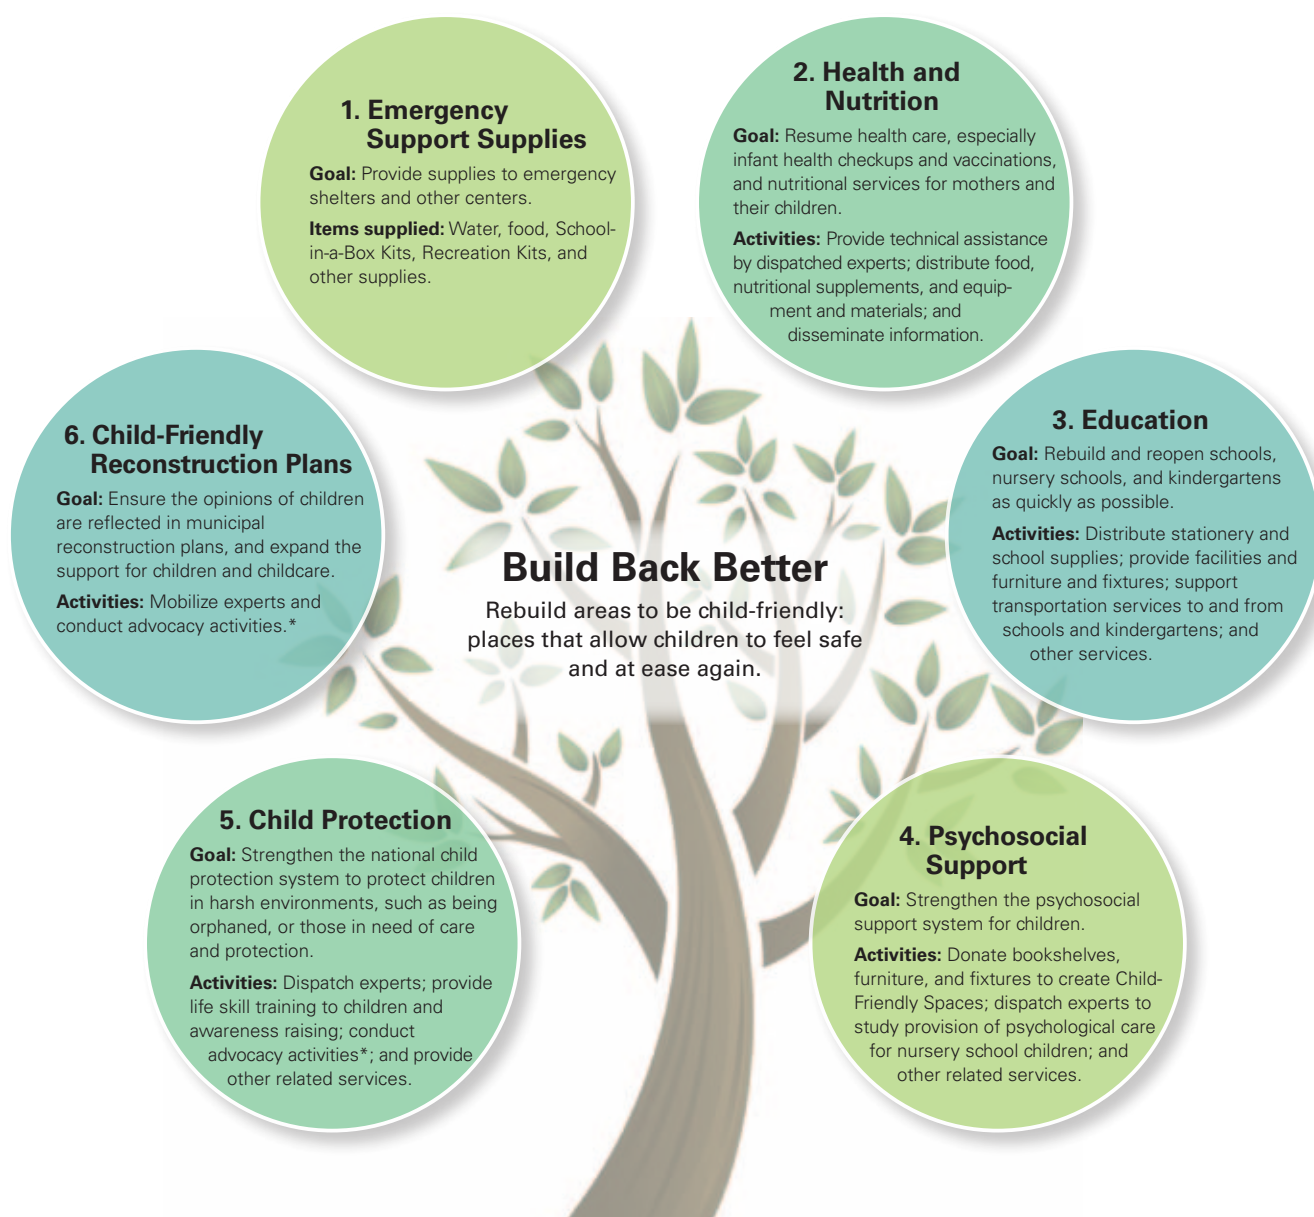 1. Emergency
Support Supplies
Goal: Provide supplies to emergency
shelters and other centers.
Items supplied: Water, food, School-
in-a-Box Kits, Recreation Kits, and
other supplies.
2. Health and
Nutrition
Goal: Resume health care, especially
infant health checkups and vaccinations,
and nutritional services for mothers and
their children.
Activities: Provide technical assistance
by dispatched experts; distribute food,
nutritional supplements, and equip-
ment and materials; and
disseminate information.
3. Education
Goal: Rebuild and reopen schools,
nursery schools, and kindergartens
as quickly as possible.
Activities: Distribute stationery and
school supplies; provide facilities and
furniture and fixtures; support
transportation services to and from
schools and kindergartens; and
other services.
4. Psychosocial
Support
Goal: Strengthen the psychosocial
support system for children.
Activities: Donate bookshelves,
furniture, and fixtures to create Child-
Friendly Spaces; dispatch experts to
study provision of psychological care
for nursery school children; and
other related services.
5. Child Protection
Goal: Strengthen the national child
protection system to protect children
in harsh environments, such as being
orphaned, or those in need of care
and protection.
Activities: Dispatch experts; provide
life skill training to children and
awareness raising; conduct
advocacy activities*; and provide
other related services.
6. Child-Friendly
Reconstruction Plans
Goal: Ensure the opinions of children
are reflected in municipal
reconstruction plans, and expand the
support for children and childcare.
Activities: Mobilize experts and
conduct advocacy activities.*
Build Back Better
Rebuild areas to be child-friendly:
places that allow children to feel safe
and at ease again.